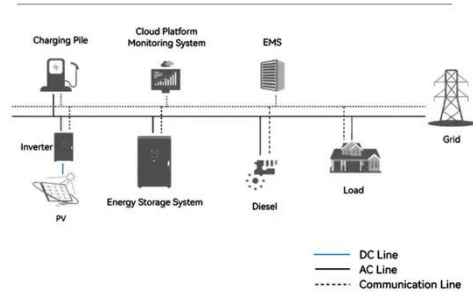 Charging Pile
Cloud Platform
Monitoring System
EMS
Grid
Inverter
PV
Energy Storage System
Diesel
Load
DC Line
AC Line
Communication Line